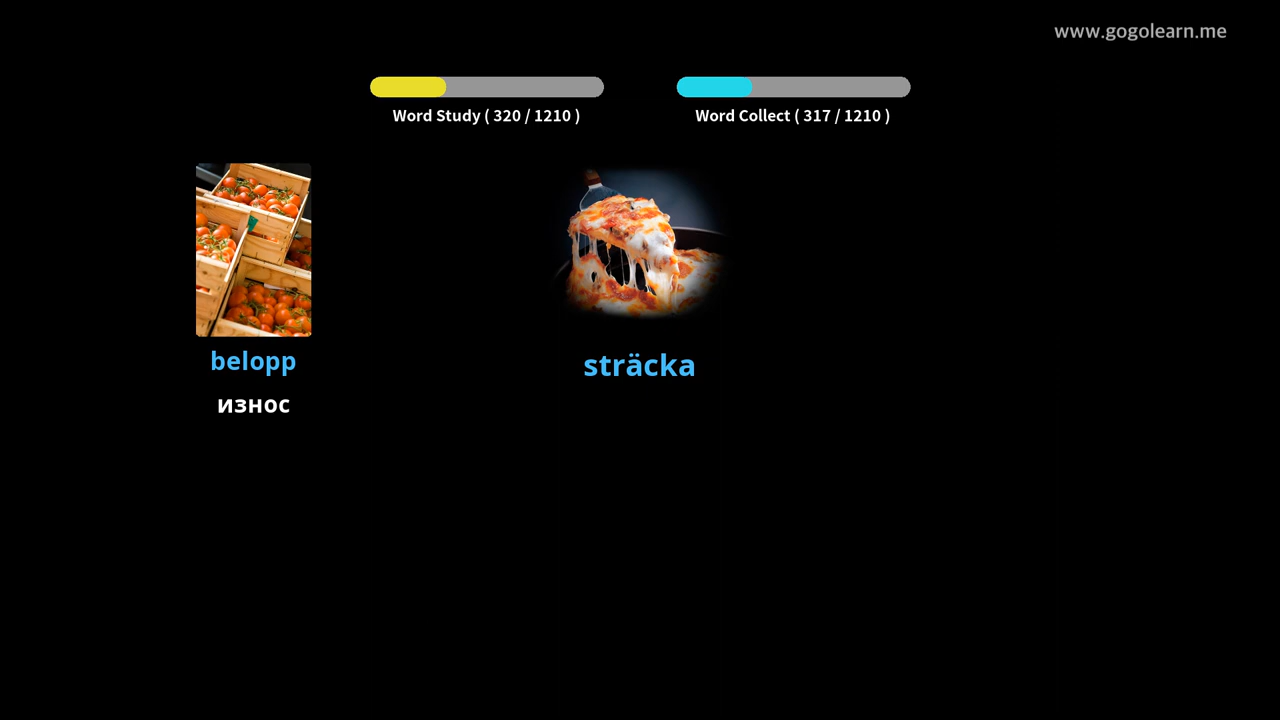 www.gogolearn.me
Word Study ( 320 / 1210 )
Word Collect ( 317 / 1210 )
belopp
износ
sträcka